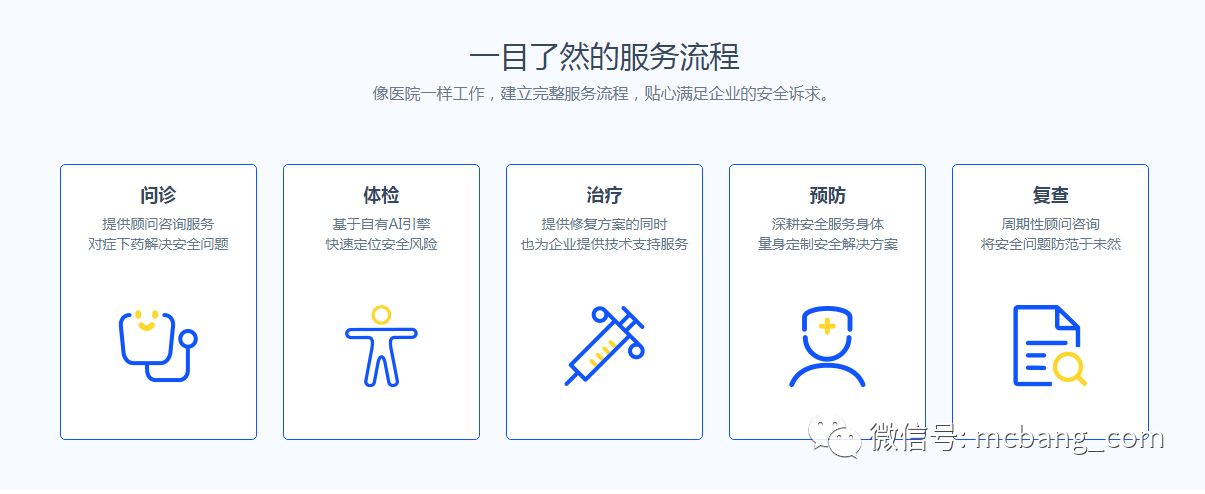 一目了然的服务流程
像医院一样工作，建立完整服务流程，贴心满足企业的安全诉求。
问诊
提供顾问咨询服务
对症下药解决安全问题
体检
基于自有AI引擎
快速定位安全风险
治疗
提供修复方案的同时
也为企业提供技术支持服务
预防
深耕安全服务身体
量身定制安全解决方案
复查
周期性顾问咨询
将安全问题防范于未然
微信号: mcbang_com